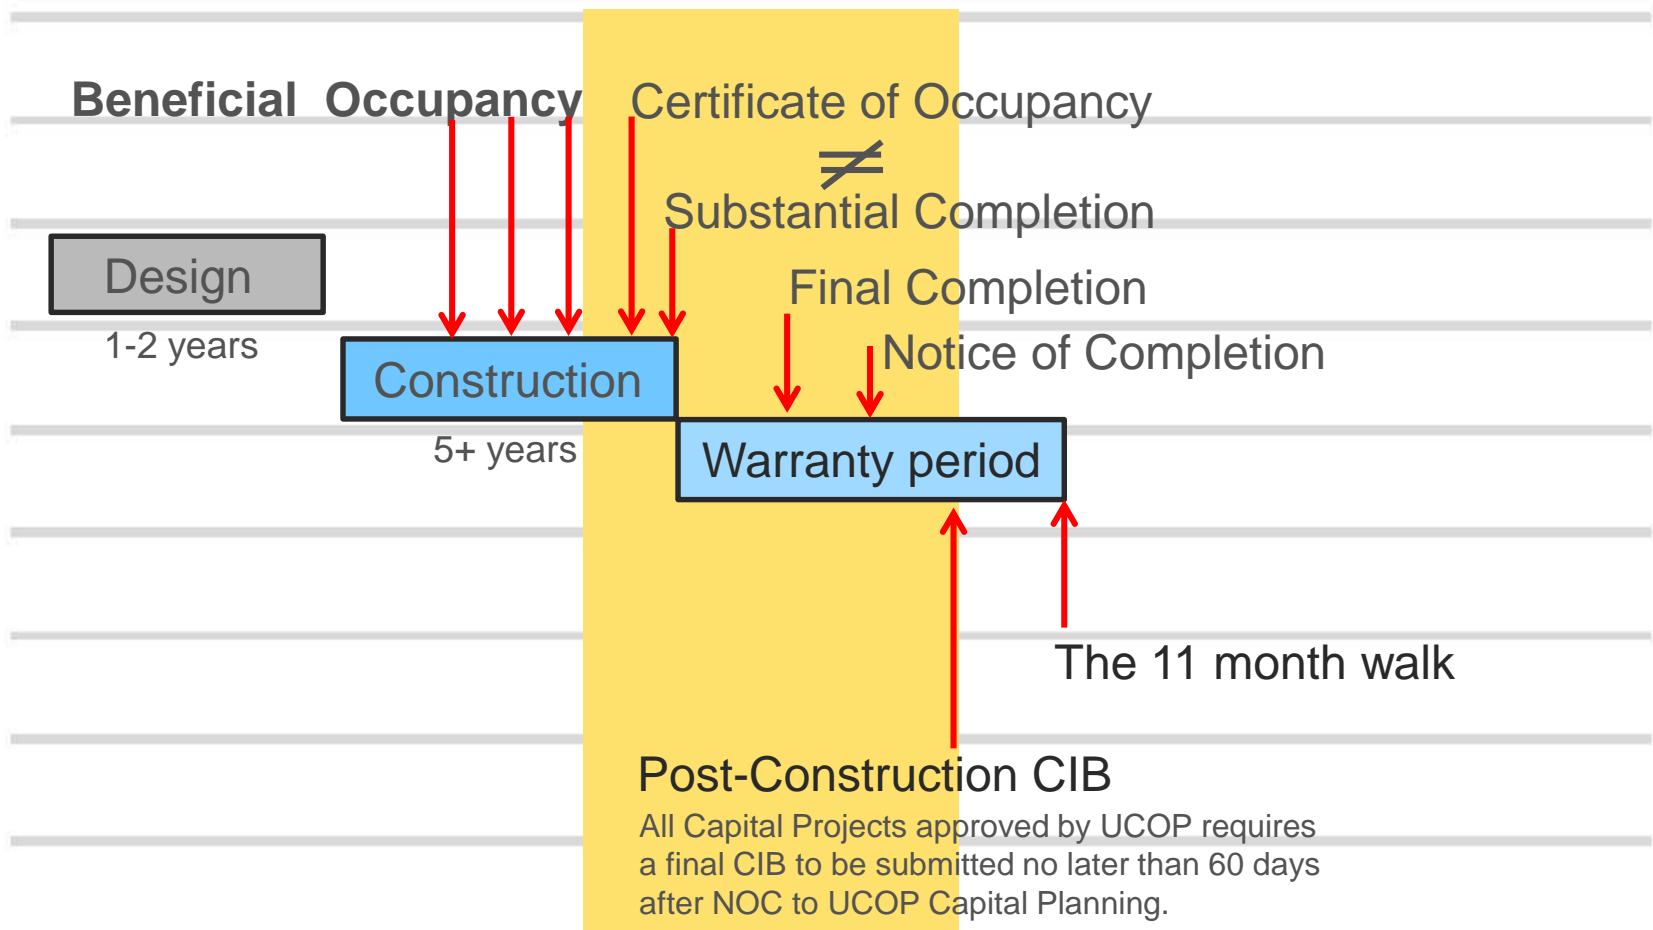 Beneficial Occupancy
Certificate of Occupancy
≠
Substantial Completion
Design
Final Completion
1-2 years
Notice of Completion
Construction
5+ years
Warranty period
The 11 month walk
Post-Construction CIB
All Capital Projects approved by UCOP requires
a final CIB to be submitted no later than 60 days
after NOC to UCOP Capital Planning.